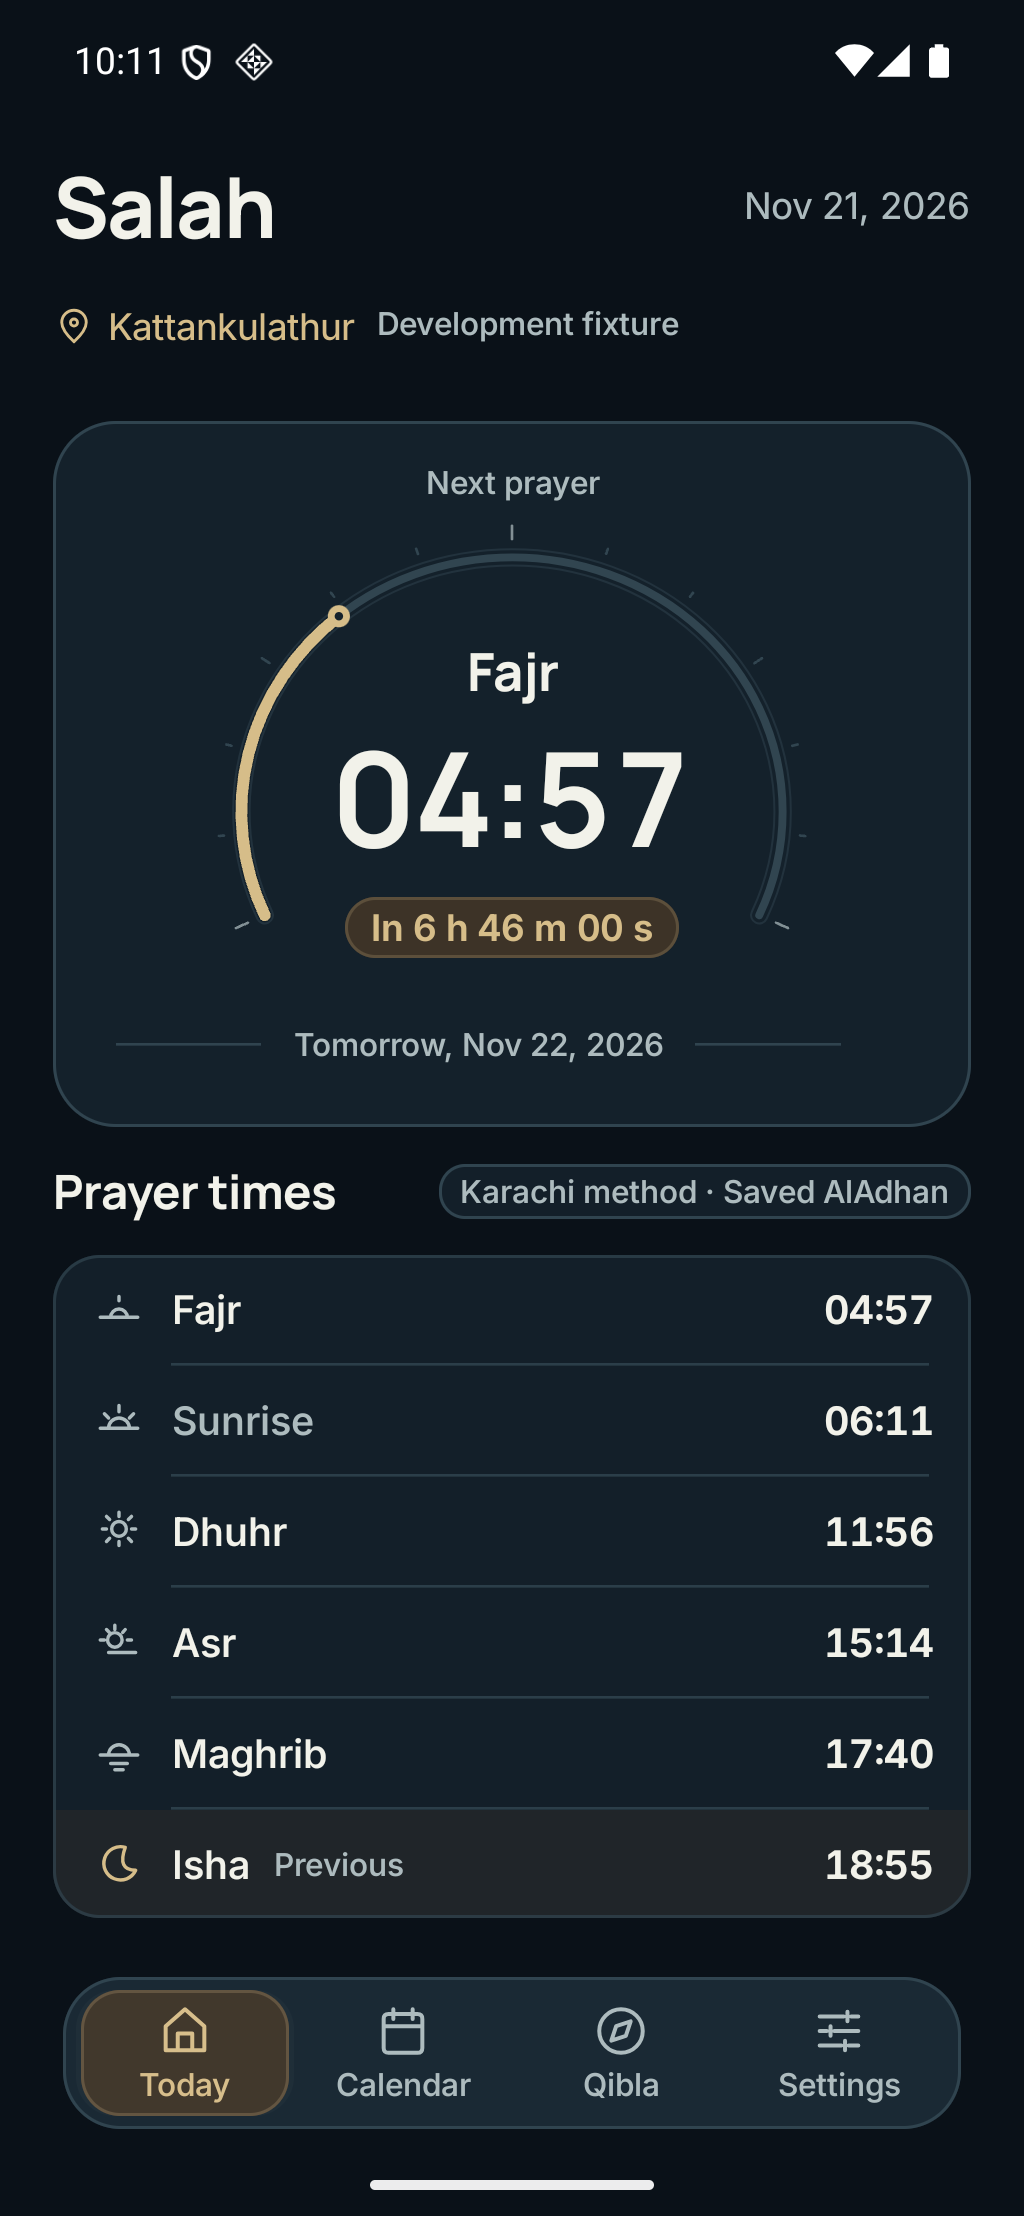 10:11
Salah
Nov 21, 2026
Kattankulathur Development fixture
Next prayer
Fajr
04:57
In 6 h 46 m 00 s
Tomorrow, Nov 22, 2026
Prayer times
Karachi method · Saved AlAdhan
Fajr 04:57
Sunrise 06:11
Dhuhr 11:56
Asr 15:14
Maghrib 17:40
Isha Previous 18:55
Today Calendar Qibla Settings